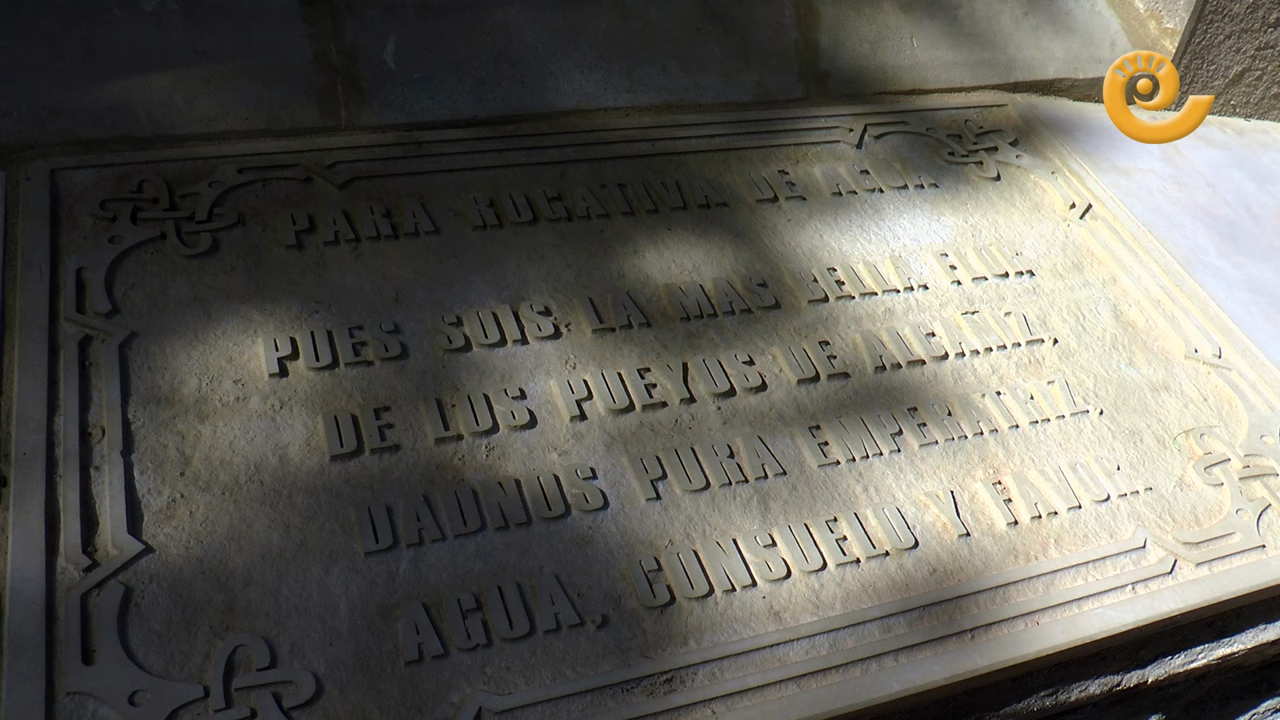 PARA ROGATIVA DE AGUA
PUES SOIS LA MAS BELLA FLOR
DE LOS PUEYOS DE ALCAÑIZ,
DADNOS PURA EMPERATRIZ,
AGUA, CONSUELO Y FAVOR.